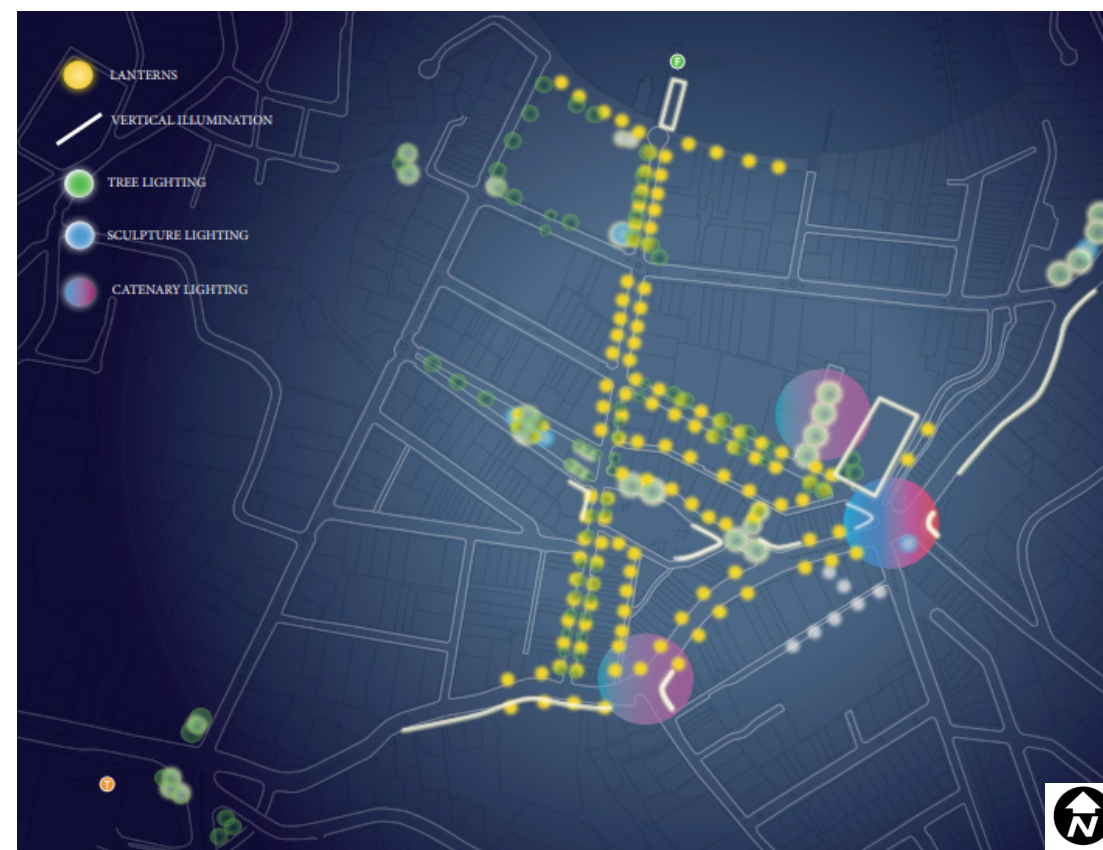 F
LANTERNS
VERTICAL ILLUMINATION
TREE LIGHTING
SCULPTURE LIGHTING
CATENARY LIGHTING
T
N